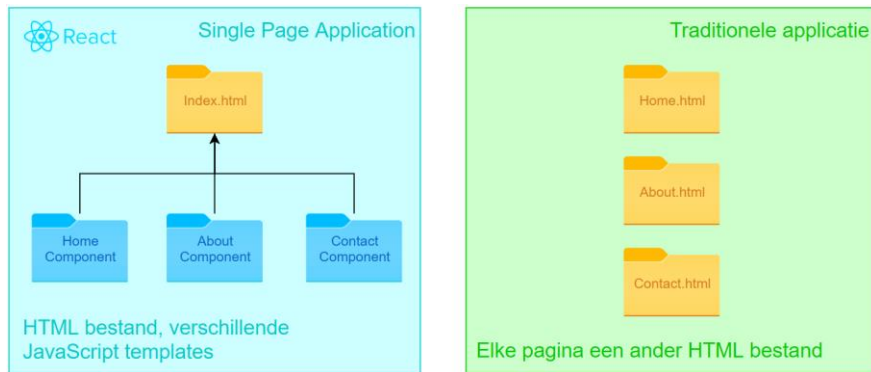 React
Single Page Application
Index.html
Home
Component
About
Component
Contact
Component
HTML bestand, verschillende
JavaScript templates
Traditionele applicatie
Home.html
About.html
Contact.html
Elke pagina een ander HTML bestand